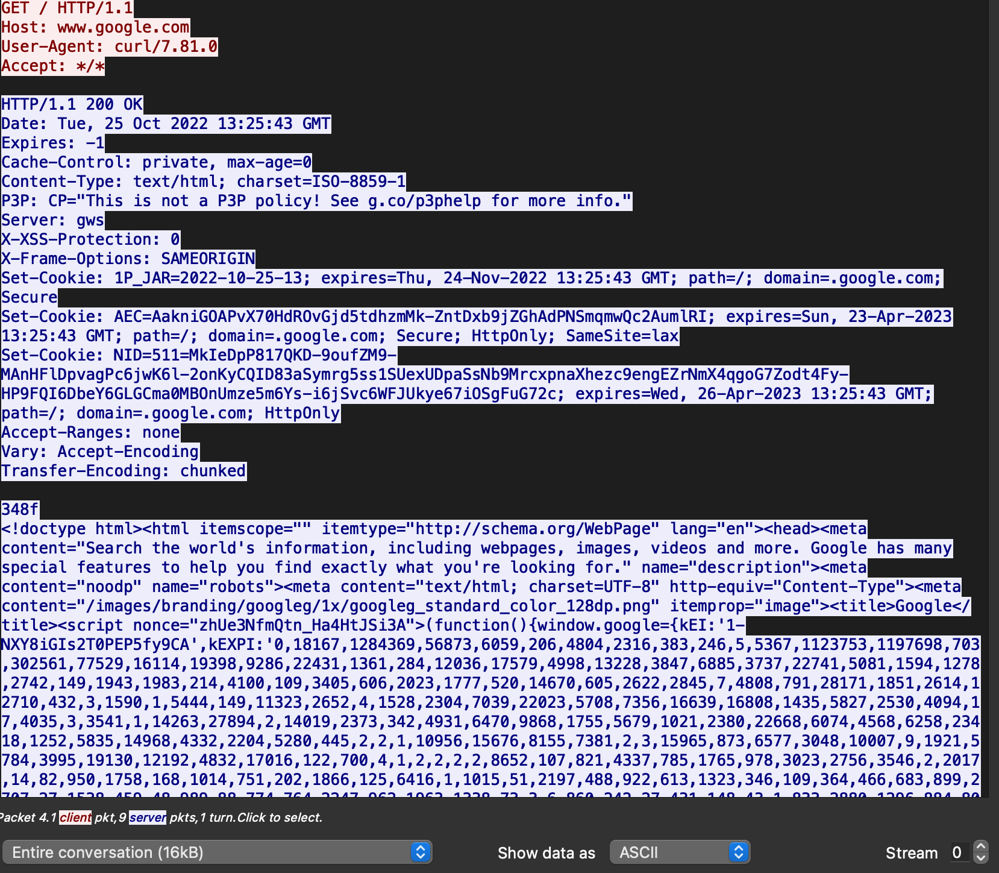 GET / HTTP/1.1
Host: www.google.com
User-Agent: curl/7.81.0
Accept: */*
HTTP/1.1 200 OK
Date: Tue, 25 Oct 2022 13:25:43 GMT
Expires: -1
Cache-Control: private, max-age=0
Content-Type: text/html; charset=ISO-8859-1
P3P: CP="This is not a P3P policy! See g.co/p3phelp for more info."
Server: gws
X-XSS-Protection: 0
X-Frame-Options: SAMEORIGIN
Set-Cookie: 1P_JAR=2022-10-25-13; expires=Thu, 24-Nov-2022 13:25:43 GMT; path=/; domain=.google.com;
Secure
Set-Cookie: AEC=AakniGOAPvX70HdROvGjd5tdhzmMk-ZntDxb9jZGhAdPNSmqmwQc2AumlRI; expires=Sun, 23-Apr-2023
13:25:43 GMT; path=/; domain=.google.com; Secure; HttpOnly; SameSite=lax
Set-Cookie: NID=511=MkIeDpP817QKD-9oufZM9-
MAnHFlDpvagPc6jwK6l-2onKyCQID83aSymrg5ss1SUexUDpaSsNb9MrcxpnaXhezc9engEZrNmX4qgoG7Zodt4Fy-
HP9FQI6DbeY6GLGCma0MBOnUmze5m6Ys-i6jSvc6WFJUkye67iOSgFuG72c; expires=Wed, 26-Apr-2023 13:25:43 GMT;
path=/; domain=.google.com; HttpOnly
Accept-Ranges: none
Vary: Accept-Encoding
Transfer-Encoding: chunked
348f
<!doctype html><html itemscope="" itemtype="http://schema.org/WebPage" lang="en"><head><meta
content="Search the world's information, including webpages, images, videos and more. Google has many
special features to help you find exactly what you're looking for." name="description"><meta
content="noodp" name="robots"><meta content="text/html; charset=UTF-8" http-equiv="Content-Type"><meta
content="/images/branding/googleg/1x/googleg_standard_color_128dp.png" itemprop="image"><title>Google</
title><script nonce="zhUe3NfmQtn_Ha4HtJSi3A">(function(){window.google={kEI:'1-
NXY8iGIs2T0PEP5fy9CA',kEXPI:'0,18167,1284369,56873,6059,206,4804,2316,383,246,5,5367,1123753,1197698,703
,302561,77529,16114,19398,9286,22431,1361,284,12036,17579,4998,13228,3847,6885,3737,22741,5081,1594,1278
,2742,149,1943,1983,214,4100,109,3405,606,2023,1777,520,14670,605,2622,2845,7,4808,791,28171,1851,2614,1
2710,432,3,1590,1,5444,149,11323,2652,4,1528,2304,7039,22023,5708,7356,16639,16808,1435,5827,2530,4094,1
7,4035,3,3541,1,14263,27894,2,14019,2373,342,4931,6470,9868,1755,5679,1021,2380,22668,6074,4568,6258,234
18,1252,5835,14968,4332,2204,5280,445,2,2,1,10956,15676,8155,7381,2,3,15965,873,6577,3048,10007,9,1921,5
784,3995,19130,12192,4832,17016,122,700,4,1,2,2,2,2,8652,107,821,4337,785,1765,978,3023,2756,3546,2,2017
,14,82,950,1758,168,1014,751,202,1866,125,6416,1,1015,51,2197,488,922,613,1323,346,109,364,466,683,899,2
Packet 4.1 client pkt,9 server pkts,1 turn.Click to select.
Entire conversation (16kB)
Show data as
ASCII
Stream
0